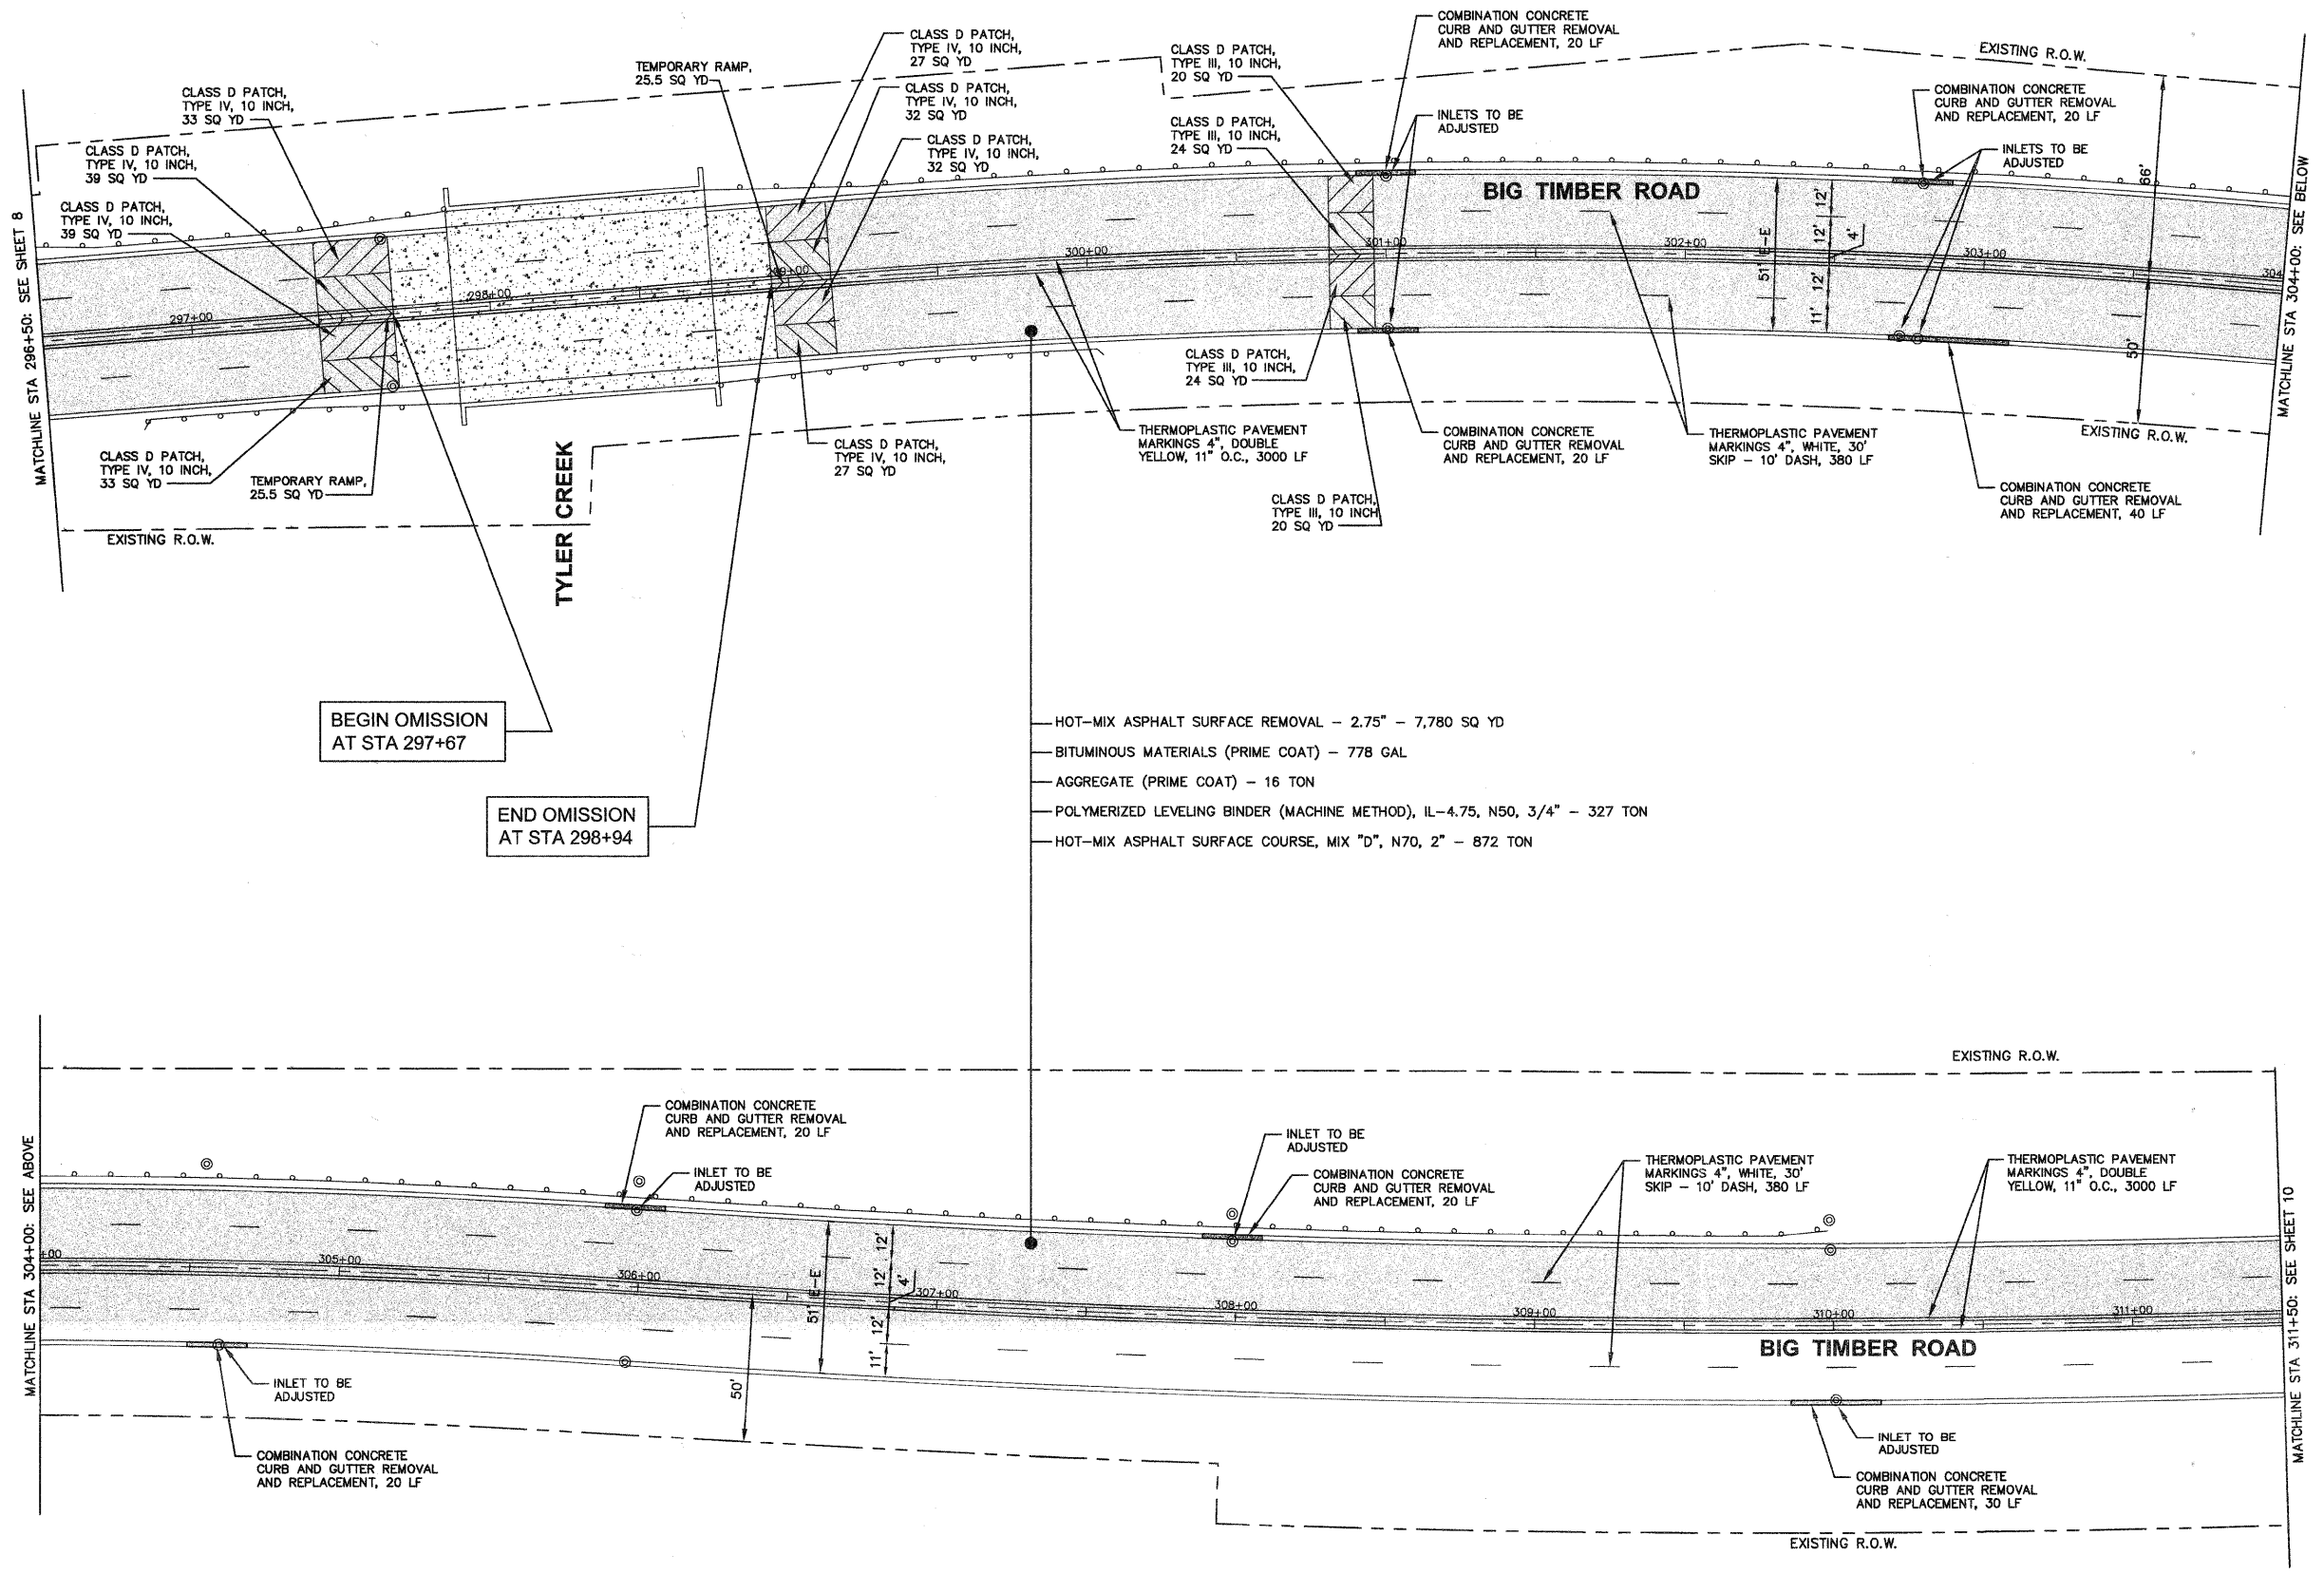 COMBINATION CONCRETE
CURB AND GUTTER REMOVAL
AND REPLACEMENT, 20 LF
CLASS D PATCH,
TYPE IV, 10 INCH,
27 SQ YD
CLASS D PATCH,
TYPE III, 10 INCH,
20 SQ YD
EXISTING R.O.W.
TEMPORARY RAMP,
25.5 SQ YD
CLASS D PATCH,
TYPE IV, 10 INCH,
33 SQ YD
CLASS D PATCH,
TYPE IV, 10 INCH,
32 SQ YD
COMBINATION CONCRETE
CURB AND GUTTER REMOVAL
AND REPLACEMENT, 20 LF
INLETS TO BE
ADJUSTED
CLASS D PATCH,
TYPE III, 10 INCH,
24 SQ YD
CLASS D PATCH,
TYPE IV, 10 INCH,
32 SQ YD
CLASS D PATCH,
TYPE IV, 10 INCH,
39 SQ YD
INLETS TO BE
ADJUSTED
BIG TIMBER ROAD
CLASS D PATCH,
TYPE IV, 10 INCH,
39 SQ YD
MATCHLINE STA 296+50: SEE SHEET 8
MATCHLINE STA 304+00: SEE BELOW
66'
12'
12'
4'
51' E-E
12'
11'
50'
297+00
298+00
299+00
300+00
301+00
302+00
303+00
304
CLASS D PATCH,
TYPE III, 10 INCH,
24 SQ YD
THERMOPLASTIC PAVEMENT
MARKINGS 4", DOUBLE
YELLOW, 11" O.C., 3000 LF
COMBINATION CONCRETE
CURB AND GUTTER REMOVAL
AND REPLACEMENT, 20 LF
THERMOPLASTIC PAVEMENT
MARKINGS 4", WHITE, 30'
SKIP - 10' DASH, 380 LF
EXISTING R.O.W.
CLASS D PATCH,
TYPE IV, 10 INCH,
27 SQ YD
CLASS D PATCH,
TYPE IV, 10 INCH,
33 SQ YD
TEMPORARY RAMP,
25.5 SQ YD
COMBINATION CONCRETE
CURB AND GUTTER REMOVAL
AND REPLACEMENT, 40 LF
CLASS D PATCH,
TYPE III, 10 INCH
20 SQ YD
EXISTING R.O.W.
TYLER CREEK
BEGIN OMISSION
AT STA 297+67
END OMISSION
AT STA 298+94
HOT-MIX ASPHALT SURFACE REMOVAL - 2.75" - 7,780 SQ YD
BITUMINOUS MATERIALS (PRIME COAT) - 778 GAL
AGGREGATE (PRIME COAT) - 16 TON
POLYMERIZED LEVELING BINDER (MACHINE METHOD), IL-4.75, N50, 3/4" - 327 TON
HOT-MIX ASPHALT SURFACE COURSE, MIX "D", N70, 2" - 872 TON
EXISTING R.O.W.
COMBINATION CONCRETE
CURB AND GUTTER REMOVAL
AND REPLACEMENT, 20 LF
INLET TO BE
ADJUSTED
INLET TO BE
ADJUSTED
COMBINATION CONCRETE
CURB AND GUTTER REMOVAL
AND REPLACEMENT, 20 LF
THERMOPLASTIC PAVEMENT
MARKINGS 4", WHITE, 30'
SKIP - 10' DASH, 380 LF
THERMOPLASTIC PAVEMENT
MARKINGS 4", DOUBLE
YELLOW, 11" O.C., 3000 LF
MATCHLINE STA 304+00: SEE ABOVE
MATCHLINE STA 311+50: SEE SHEET 10
+00
305+00
306+00
307+00
308+00
309+00
310+00
311+00
12'
12'
4'
51' E-E
12'
11'
50'
BIG TIMBER ROAD
INLET TO BE
ADJUSTED
COMBINATION CONCRETE
CURB AND GUTTER REMOVAL
AND REPLACEMENT, 20 LF
INLET TO BE
ADJUSTED
COMBINATION CONCRETE
CURB AND GUTTER REMOVAL
AND REPLACEMENT, 30 LF
EXISTING R.O.W.